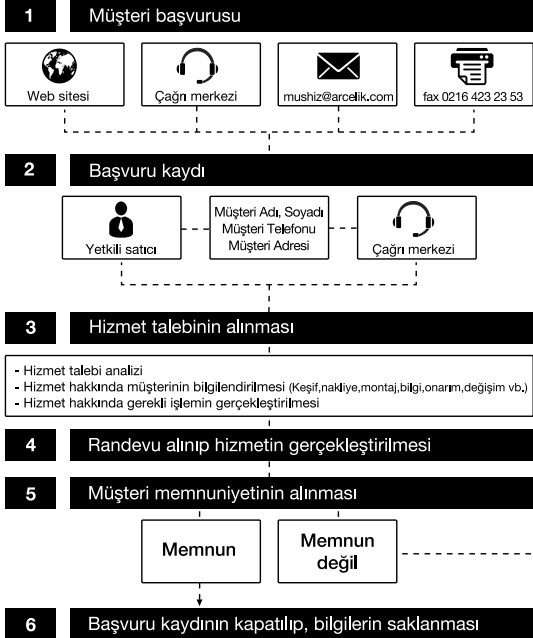 1 Müşteri başvurusu
Web sitesi
Çağrı merkezi
mushiz@arcelik.com
fax 0216 423 23 53
2 Başvuru kaydı
Yetkili satıcı
Müşteri Adı, Soyadı
Müşteri Telefonu
Müşteri Adresi
Çağrı merkezi
3 Hizmet talebinin alınması
- Hizmet talebi analizi
- Hizmet hakkında müşterinin bilgilendirilmesi (Keşif,nakliye,montaj,bilgi,onarım,değişim vb.)
- Hizmet hakkında gerekli işlemin gerçekleştirilmesi
4 Randevu alınıp hizmetin gerçekleştirilmesi
5 Müşteri memnuniyetinin alınması
Memnun
Memnun
değil
6 Başvuru kaydının kapatılıp, bilgilerin saklanması